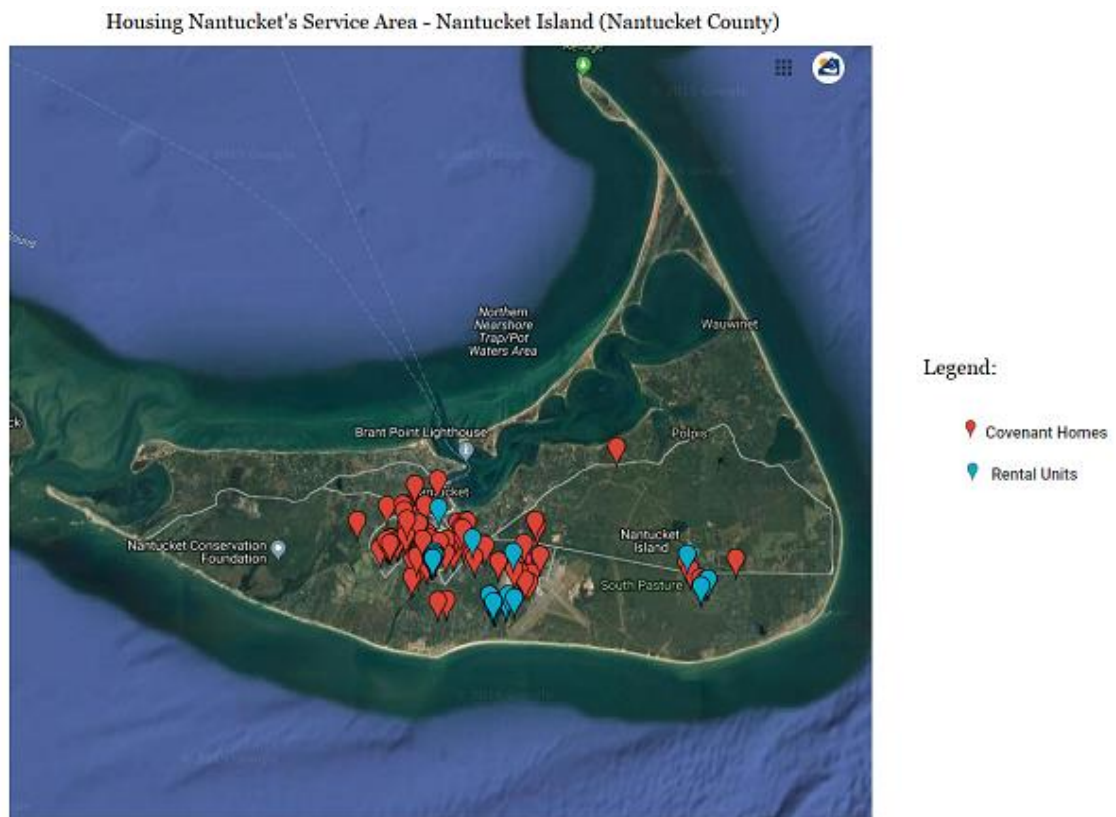 Housing Nantucket's Service Area - Nantucket Island (Nantucket County)
Northern
Nearshore
Trap/Pot
Waters Area
Wauwinet
Brant Point Lighthouse
Polpis
Nantucket Conservation
Foundation
Nantucket
Island
South Pasture
Legend:
Covenant Homes
Rental Units